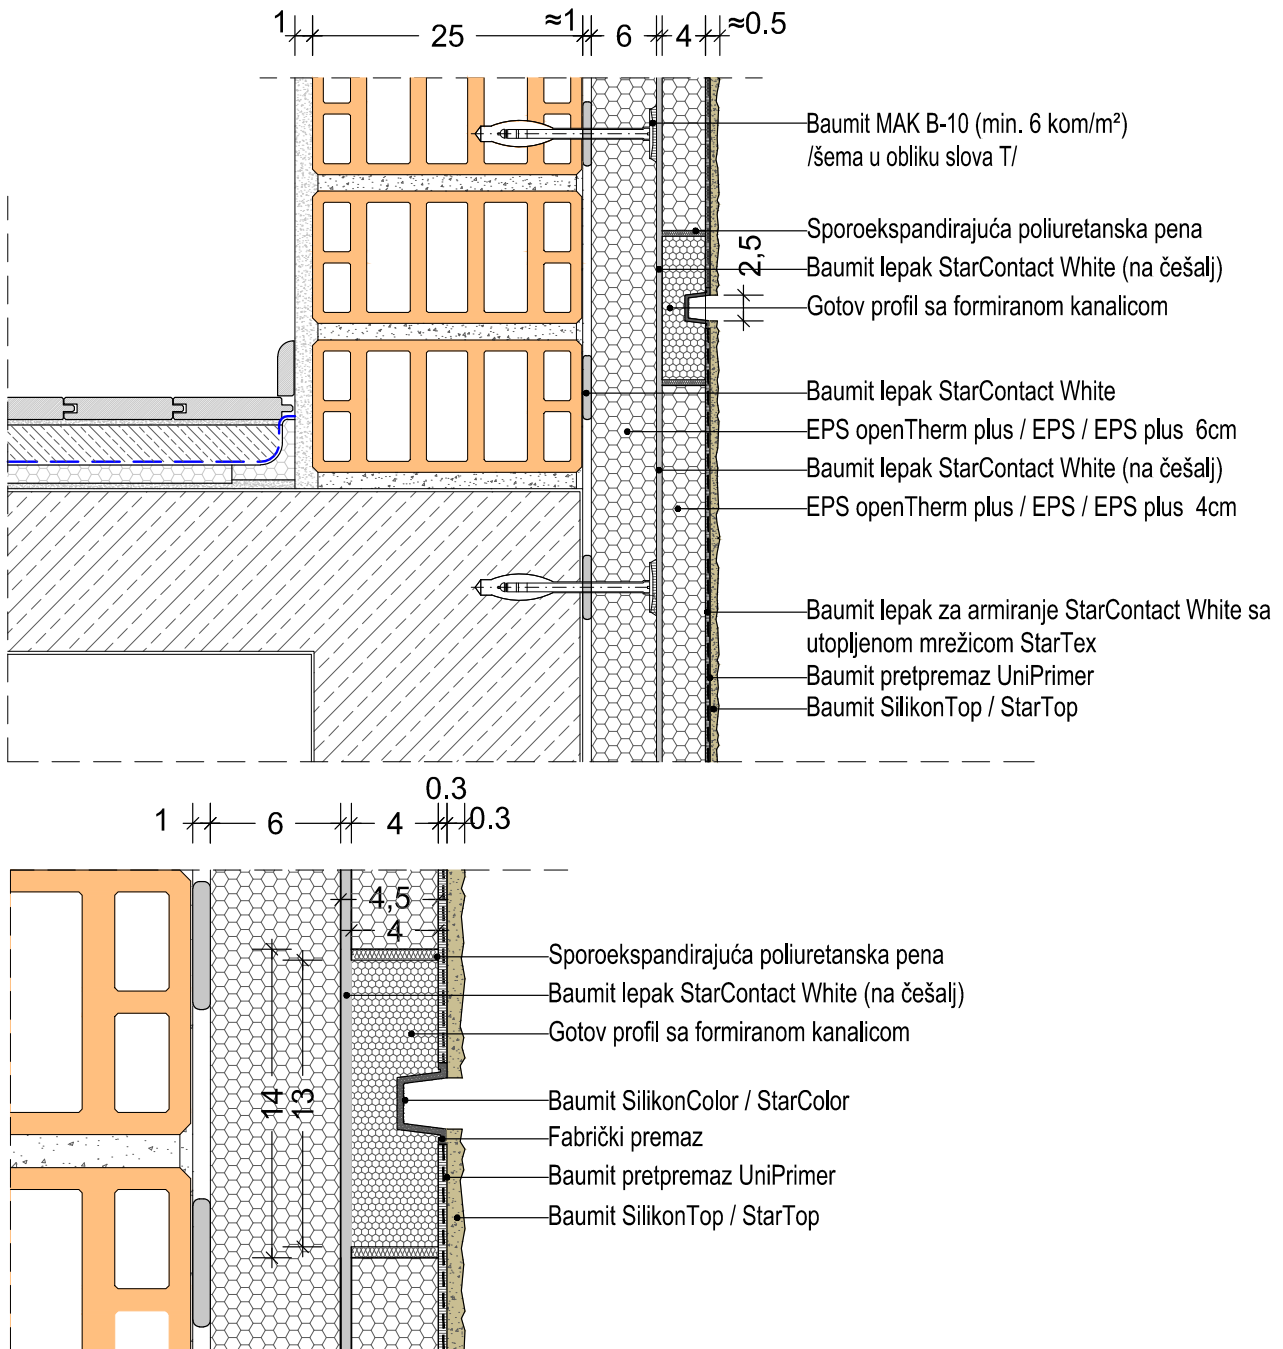 1 25 ≈1 6 4 ≈0.5
Baumit MAK B-10 (min. 6 kom/m²)
/šema u obliku slova T/
Sporoekspandirajuća poliuretanska pena
2,5
Baumit lepak StarContact White (na češalj)
Gotov profil sa formiranom kanalicom
Baumit lepak StarContact White
EPS openTherm plus / EPS / EPS plus 6cm
Baumit lepak StarContact White (na češalj)
EPS openTherm plus / EPS / EPS plus 4cm
Baumit lepak za armiranje StarContact White sa
utopljenom mrežicom StarTex
Baumit pretpremaz UniPrimer
Baumit SilikonTop / StarTop
0.3
1 6 4 0.3
4,5
4
Sporoekspandirajuća poliuretanska pena
Baumit lepak StarContact White (na češalj)
Gotov profil sa formiranom kanalicom
14 13
Baumit SilikonColor / StarColor
Fabrički premaz
Baumit pretpremaz UniPrimer
Baumit SilikonTop / StarTop